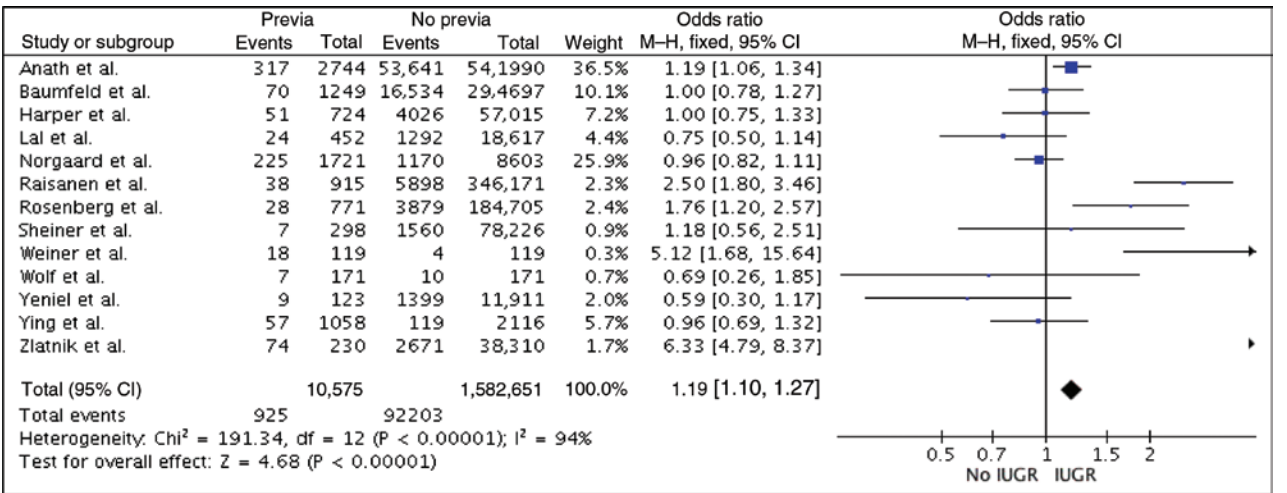 Previa No previa Odds ratio Odds ratio
Study or subgroup Events Total Events Total Weight M–H, fixed, 95% CI M–H, fixed, 95% CI
Anath et al. 317 2744 53,641 54,1990 36.5% 1.19 [1.06, 1.34]
Baumfeld et al. 70 1249 16,534 29,4697 10.1% 1.00 [0.78, 1.27]
Harper et al. 51 724 4026 57,015 7.2% 1.00 [0.75, 1.33]
Lal et al. 24 452 1292 18,617 4.4% 0.75 [0.50, 1.14]
Norgaard et al. 225 1721 1170 8603 25.9% 0.96 [0.82, 1.11]
Raisanen et al. 38 915 5898 346,171 2.3% 2.50 [1.80, 3.46]
Rosenberg et al. 28 771 3879 184,705 2.4% 1.76 [1.20, 2.57]
Sheiner et al. 7 298 1560 78,226 0.9% 1.18 [0.56, 2.51]
Weiner et al. 18 119 4 119 0.3% 5.12 [1.68, 15.64]
Wolf et al. 7 171 10 171 0.7% 0.69 [0.26, 1.85]
Yeniel et al. 9 123 1399 11,911 2.0% 0.59 [0.30, 1.17]
Ying et al. 57 1058 119 2116 5.7% 0.96 [0.69, 1.32]
Zlatnik et al. 74 230 2671 38,310 1.7% 6.33 [4.79, 8.37]
Total (95% CI) 10,575 1,582,651 100.0% 1.19 [1.10, 1.27]
Total events 925 92203
Heterogeneity: Chi² = 191.34, df = 12 (P < 0.00001); I² = 94%
Test for overall effect: Z = 4.68 (P < 0.00001)
0.5 0.7 1 1.5 2
No IUGR IUGR